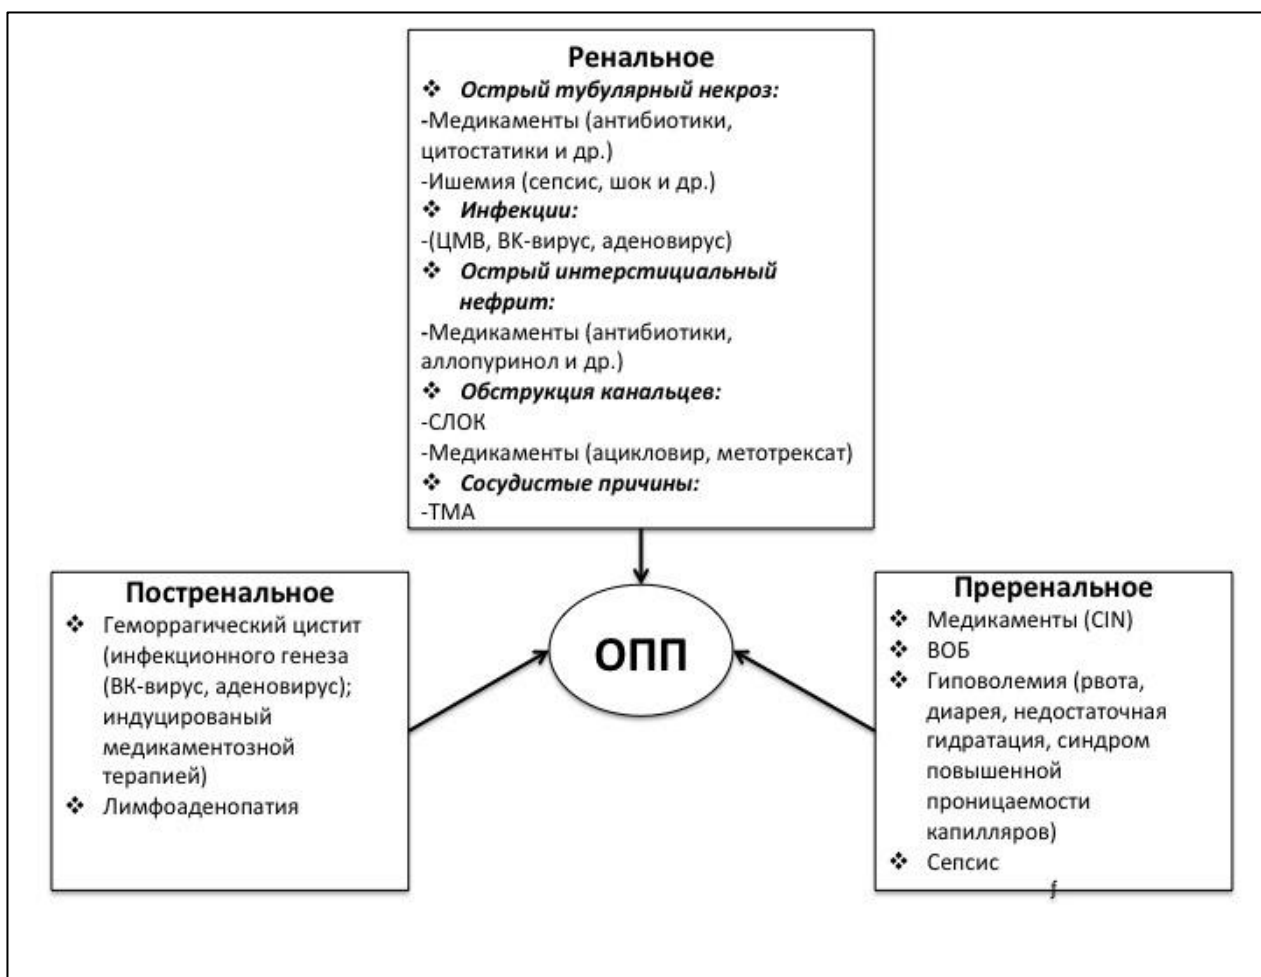 Ренальное
❖ Острый тубулярный некроз:
-Медикаменты (антибиотики,
цитостатики и др.)
-Ишемия (сепсис, шок и др.)
❖ Инфекции:
-(ЦМВ, ВК-вирус, аденовирус)
❖ Острый интерстициальный
нефрит:
-Медикаменты (антибиотики,
аллопуринол и др.)
❖ Обструкция канальцев:
-СЛОК
-Медикаменты (ацикловир, метотрексат)
❖ Сосудистые причины:
-ТМА
Постренальное
❖ Геморрагический цистит
(инфекционного генеза
(ВК-вирус, аденовирус);
индуцированый
медикаментозной
терапией)
❖ Лимфоаденопатия
ОПП
Преренальное
❖ Медикаменты (CIN)
❖ ВОБ
❖ Гиповолемия (рвота,
диарея, недостаточная
гидратация, синдром
повышенной
проницаемости
капилляров)
❖ Сепсис
ƒ